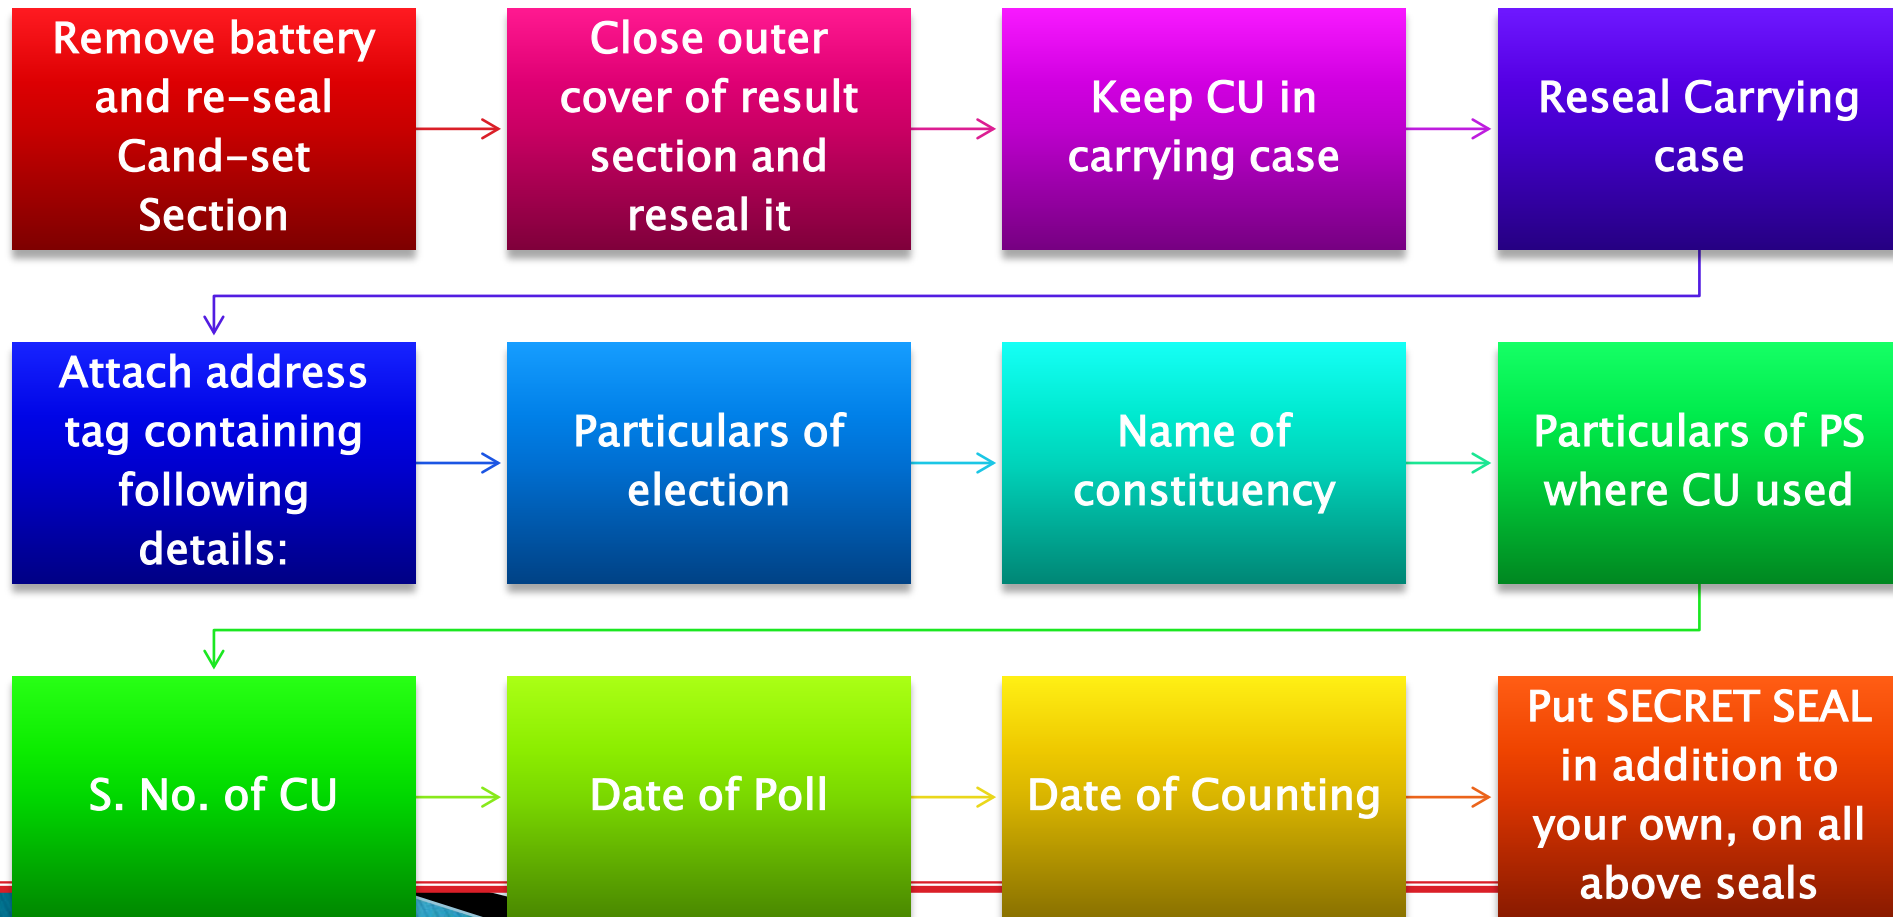 Remove battery
and re-seal
Cand-set
Section
Close outer
cover of result
section and
reseal it
Keep CU in
carrying case
Reseal Carrying
case
Attach address
tag containing
following
details:
Particulars of
election
Name of
constituency
Particulars of PS
where CU used
S. No. of CU
Date of Poll
Date of Counting
Put SECRET SEAL
in addition to
your own, on all
above seals